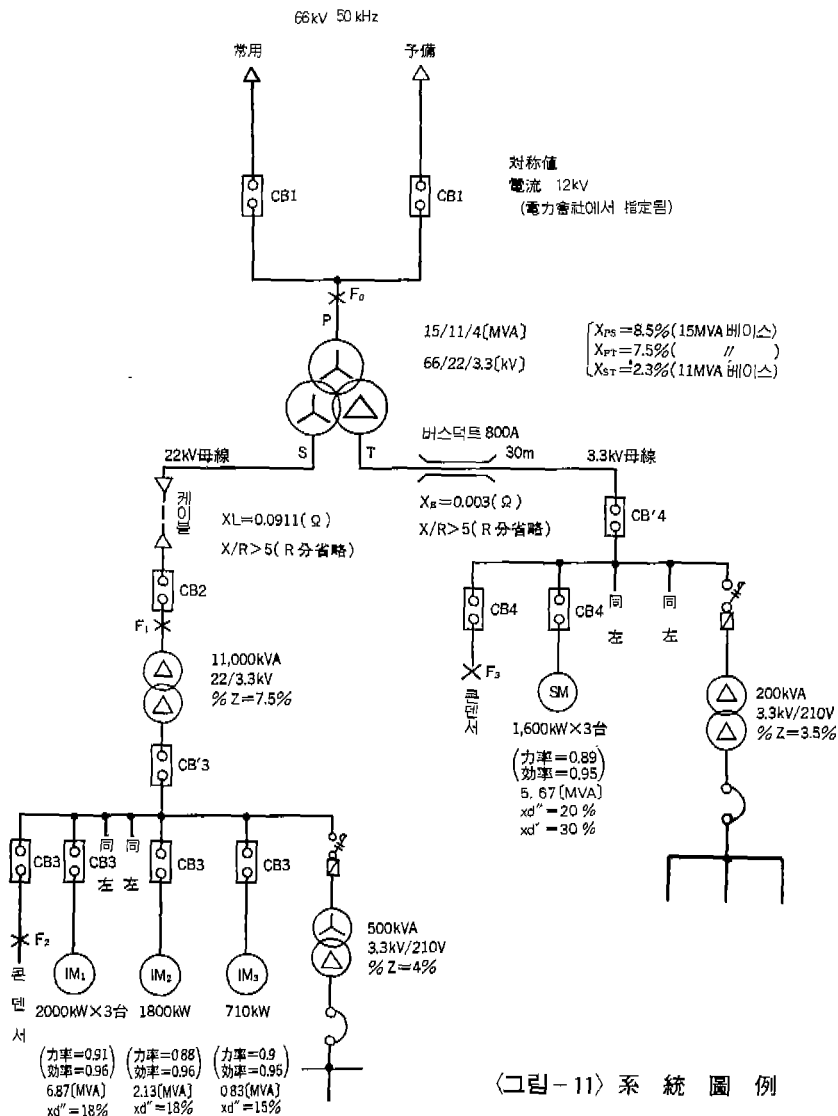 66kV 50 kHz
常用
予備
CB1
CB1
対称値
電流 12kV
(電力會社에서 指定됨)
F₀
P
15/11/4[MVA]
66/22/3.3[kV]
X_PS=8.5%(15MVA 베이스)
X_PT=7.5%( 〃 )
X_ST=2.3%(11MVA 베이스)
S
T
버스덕트 800A
30m
22kV母線
3.3kV母線
케이블
XL=0.0911(Ω)
X/R>5(R分省略)
X_B=0.003(Ω)
X/R>5(R分省略)
CB'4
CB2
F₁
11,000kVA
22/3.3kV
%Z=7.5%
CB4
CB4
同左
同左
F₃
콘덴서
SM
1,600kW×3台
(力率=0.89
効率=0.95)
5.67[MVA]
xd″=20%
xd′=30%
200kVA
3.3kV/210V
%Z=3.5%
CB'3
CB3
CB3
同左
同左
CB3
CB3
F₂
콘덴서
IM₁
IM₂
IM₃
2000kW×3台
1800kW
710kW
500kVA
3.3kV/210V
%Z=4%
(力率=0.91
効率=0.96)
6.87[MVA]
xd″=18%
(力率=0.88
効率=0.96)
2.13[MVA]
xd″=18%
(力率=0.9
効率=0.95)
0.83[MVA]
xd″=15%
〈그림-11〉系統圖例